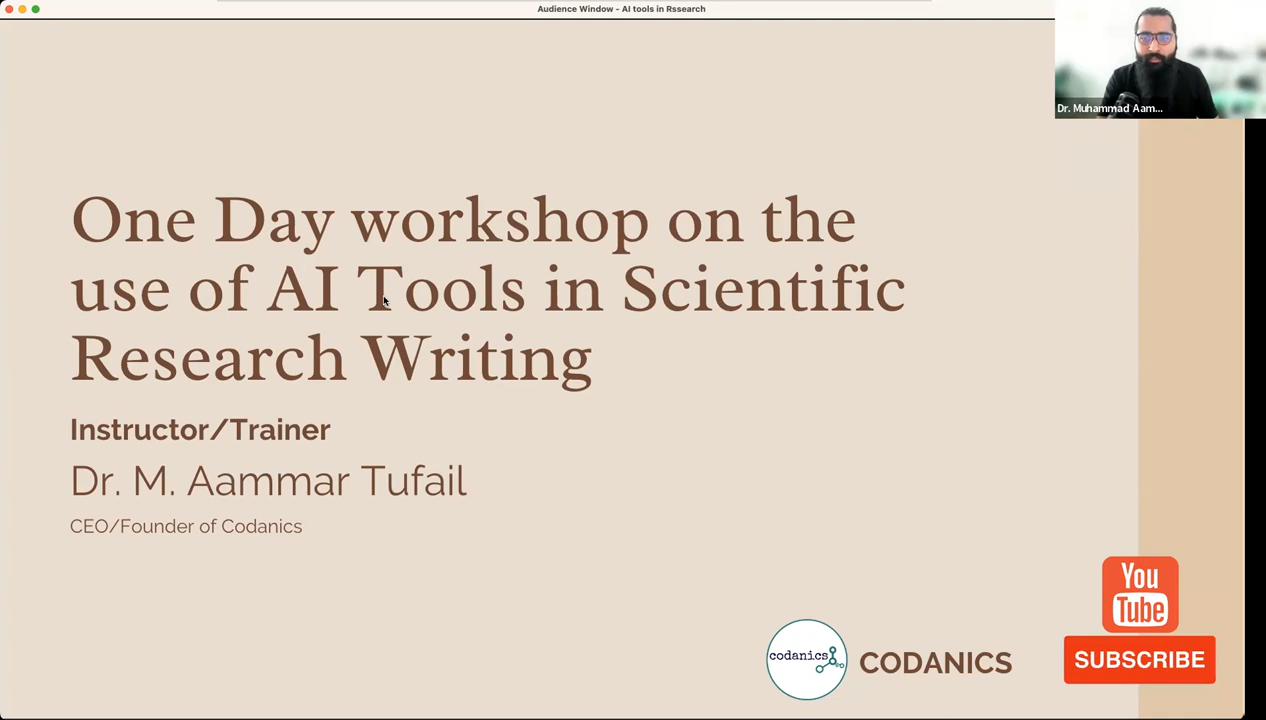 Audience Window - AI tools in Rssearch
Dr. Muhammad Aam...
One Day workshop on the
use of AI Tools in Scientific
Research Writing
Instructor/Trainer
Dr. M. Aammar Tufail
CEO/Founder of Codanics
codanics
CODANICS
You
Tube
SUBSCRIBE